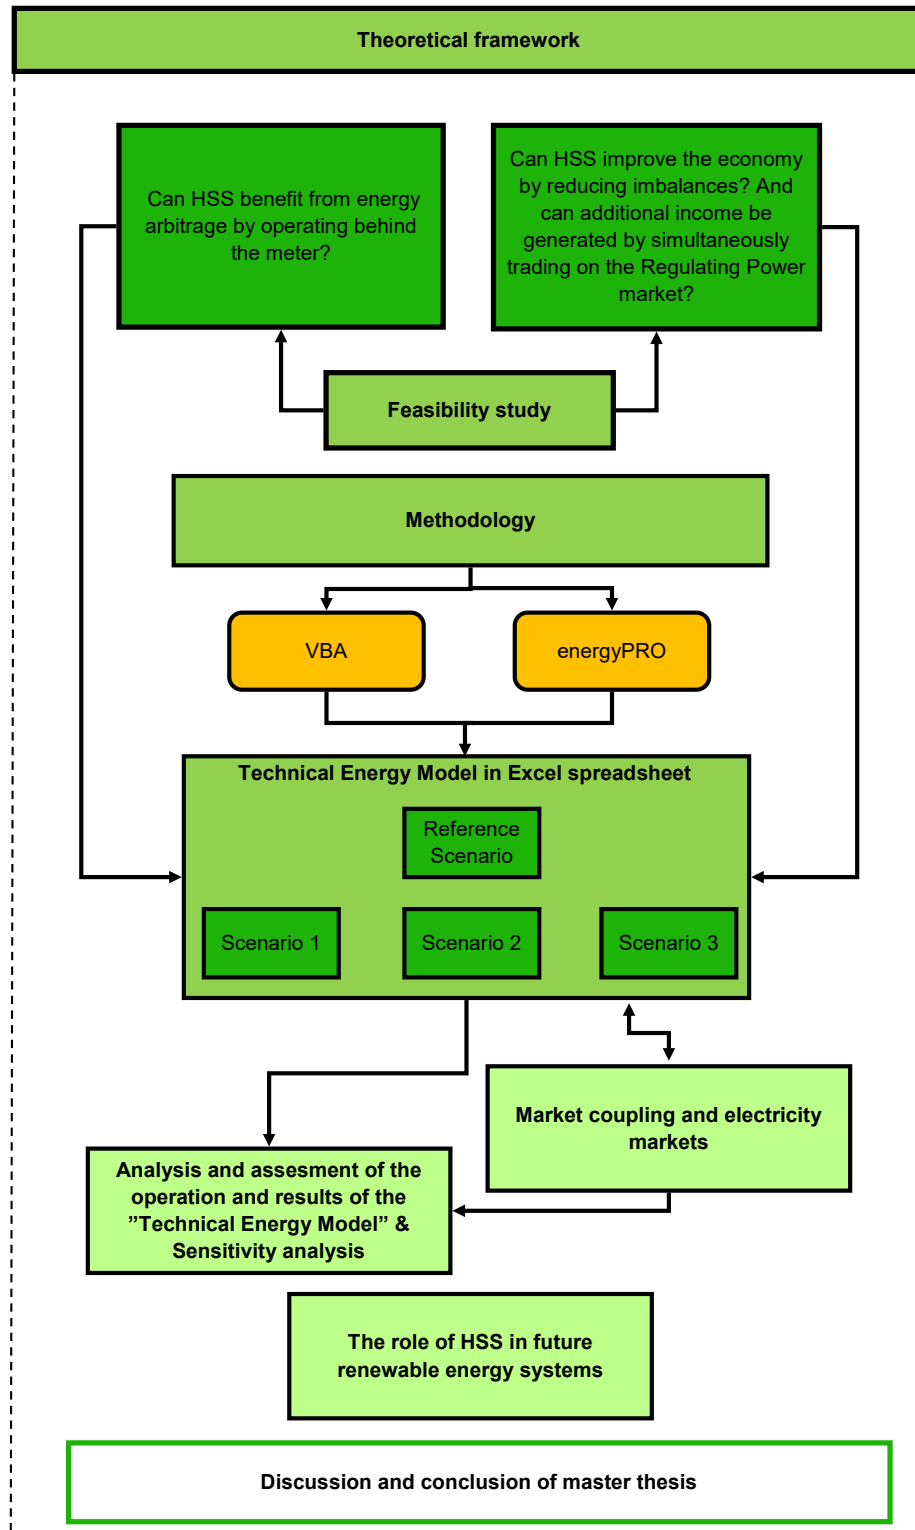 Theoretical framework
Can HSS benefit from energy
arbitrage by operating behind
the meter?
Can HSS improve the economy
by reducing imbalances? And
can additional income be
generated by simultaneously
trading on the Regulating Power
market?
Feasibility study
Methodology
VBA
energyPRO
Technical Energy Model in Excel spreadsheet
Reference
Scenario
Scenario 1
Scenario 2
Scenario 3
Market coupling and electricity
markets
Analysis and assesment of the
operation and results of the
”Technical Energy Model” &
Sensitivity analysis
The role of HSS in future
renewable energy systems
Discussion and conclusion of master thesis